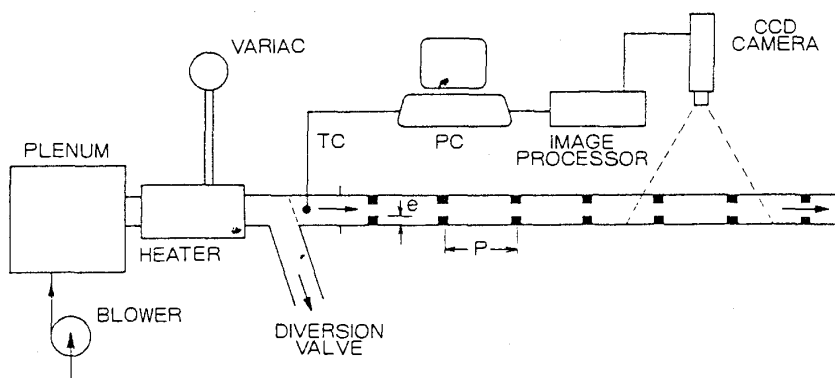 VARIAC
CCD
CAMERA
PLENUM
TC
PC
IMAGE
PROCESSOR
e
P
HEATER
BLOWER
DIVERSION
VALVE